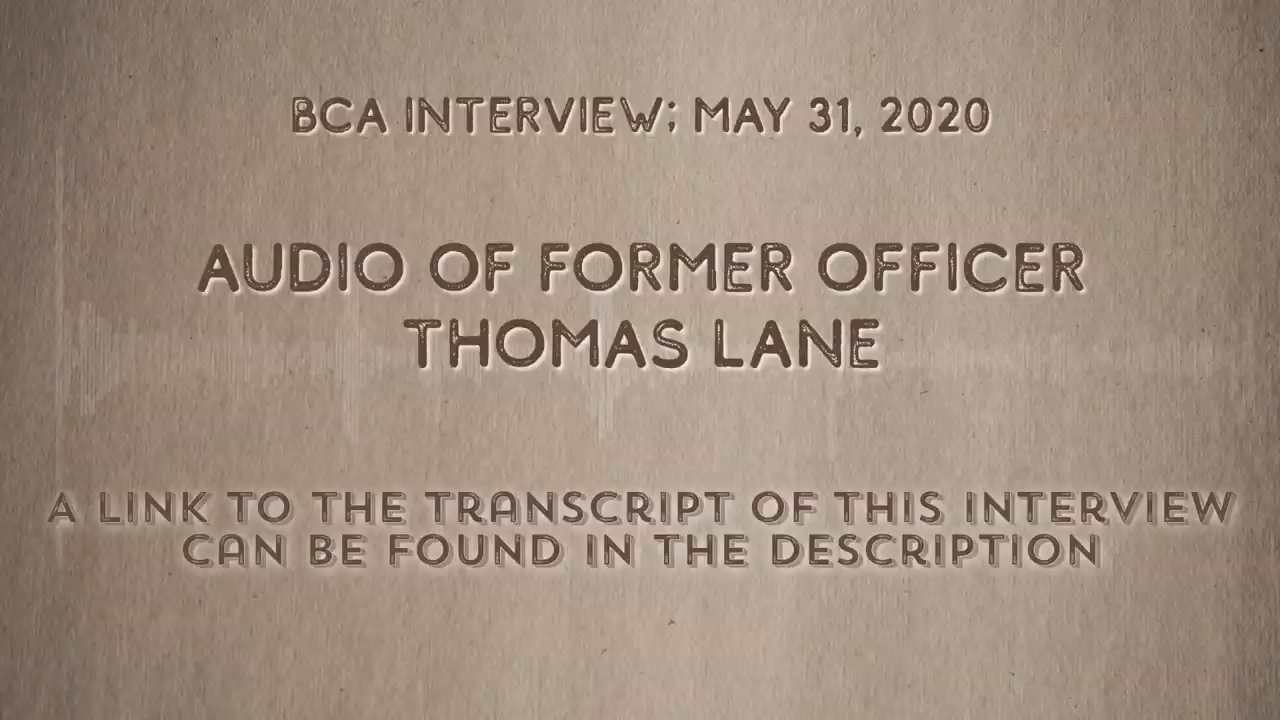 BCA INTERVIEW; MAY 31, 2020
AUDIO OF FORMER OFFICER
THOMAS LANE
A LINK TO THE TRANSCRIPT OF THIS INTERVIEW
CAN BE FOUND IN THE DESCRIPTION